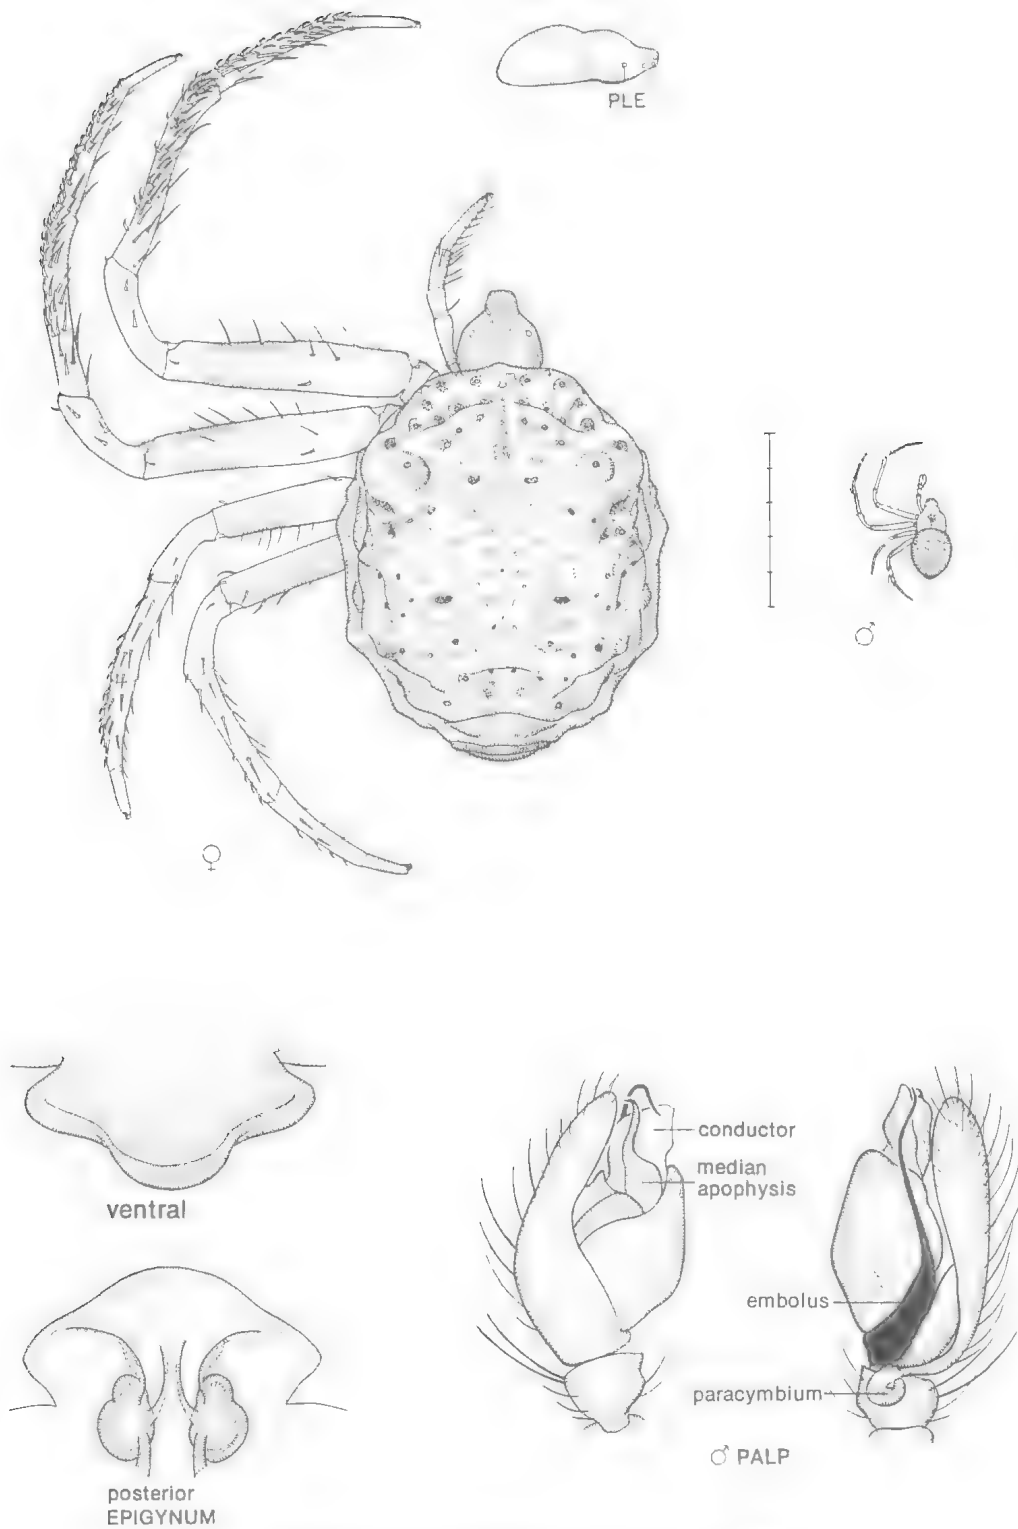 PLE
♂
♀
conductor
median
apophysis
ventral
embolus
paracymbium
♂ PALP
posterior
EPIGYNUM